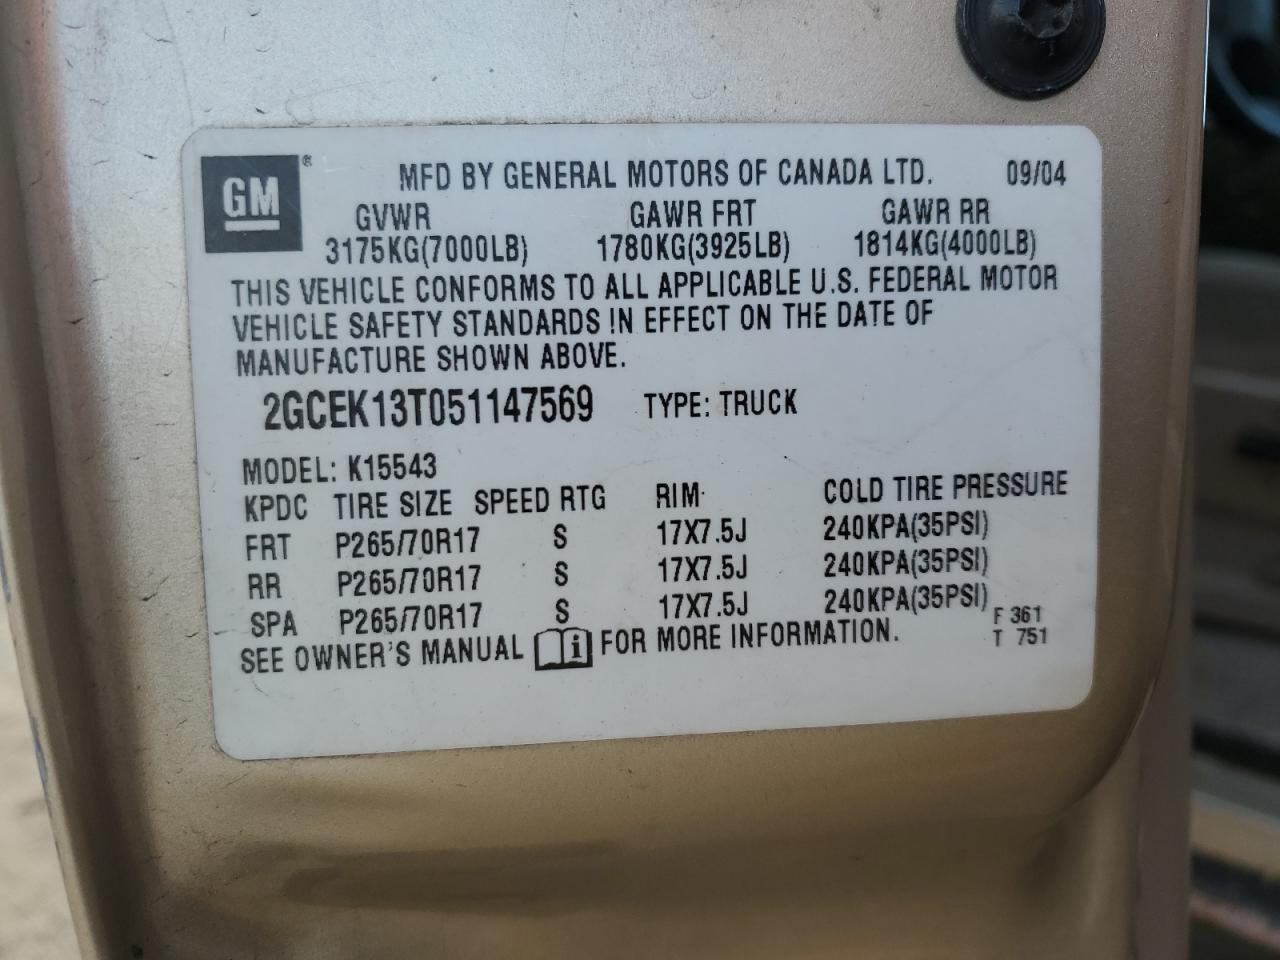 GM ® MFD BY GENERAL MOTORS OF CANADA LTD. 09/04
GVWR GAWR FRT GAWR RR
3175KG(7000LB) 1780KG(3925LB) 1814KG(4000LB)
THIS VEHICLE CONFORMS TO ALL APPLICABLE U.S. FEDERAL MOTOR
VEHICLE SAFETY STANDARDS IN EFFECT ON THE DATE OF
MANUFACTURE SHOWN ABOVE.
2GCEK13T051147569 TYPE: TRUCK
MODEL: K15543
KPDC TIRE SIZE SPEED RTG RIM COLD TIRE PRESSURE
FRT P265/70R17 S 17X7.5J 240KPA(35PSI)
RR P265/70R17 S 17X7.5J 240KPA(35PSI)
SPA P265/70R17 S 17X7.5J 240KPA(35PSI) F 361
SEE OWNER'S MANUAL i FOR MORE INFORMATION. T 751